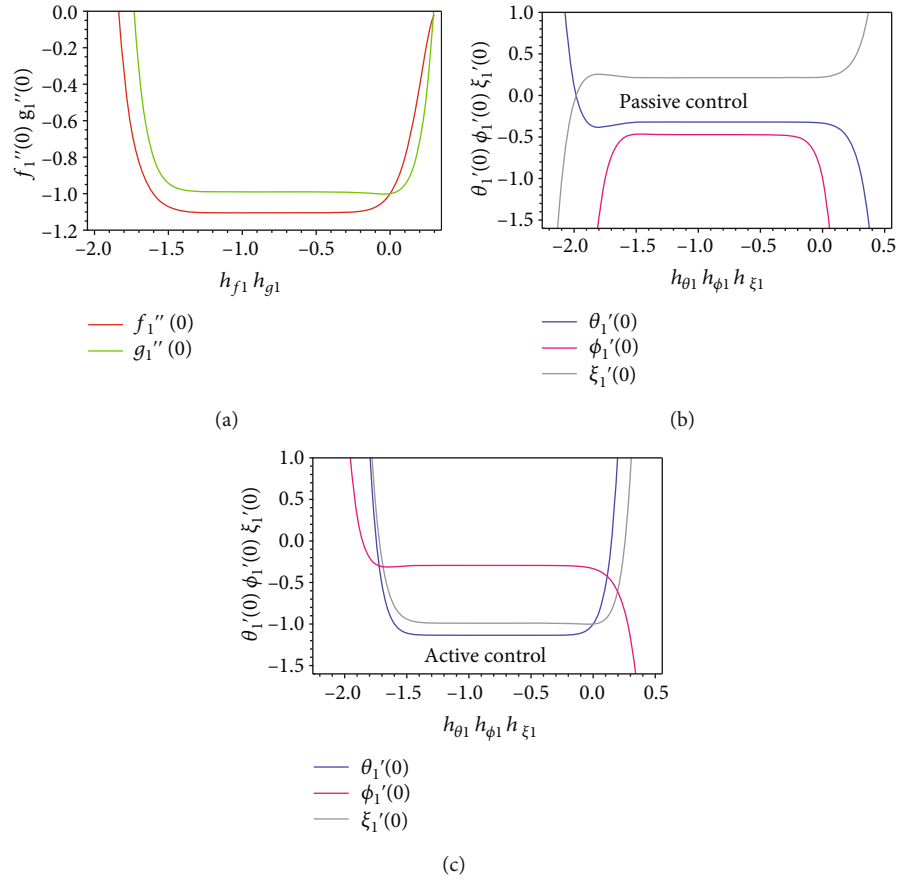 0.0
−0.2
−0.4
−0.6
−0.8
−1.0
−1.2
f₁′′(0) g₁′′(0)
−2.0 −1.5 −1.0 −0.5 0.0
h_f1 h_g1
f₁′′ (0)
g₁′′ (0)
(a)
1.0
0.5
0.0
−0.5
−1.0
−1.5
θ₁′(0) ϕ₁′(0) ξ₁′(0)
Passive control
−2.0 −1.5 −1.0 −0.5 0.0 0.5
h_θ1 h_ϕ1 h_ξ1
θ₁′(0)
ϕ₁′(0)
ξ₁′(0)
(b)
1.0
0.5
0.0
−0.5
−1.0
−1.5
θ₁′(0) ϕ₁′(0) ξ₁′(0)
Active control
−2.0 −1.5 −1.0 −0.5 0.0 0.5
h_θ1 h_ϕ1 h_ξ1
θ₁′(0)
ϕ₁′(0)
ξ₁′(0)
(c)